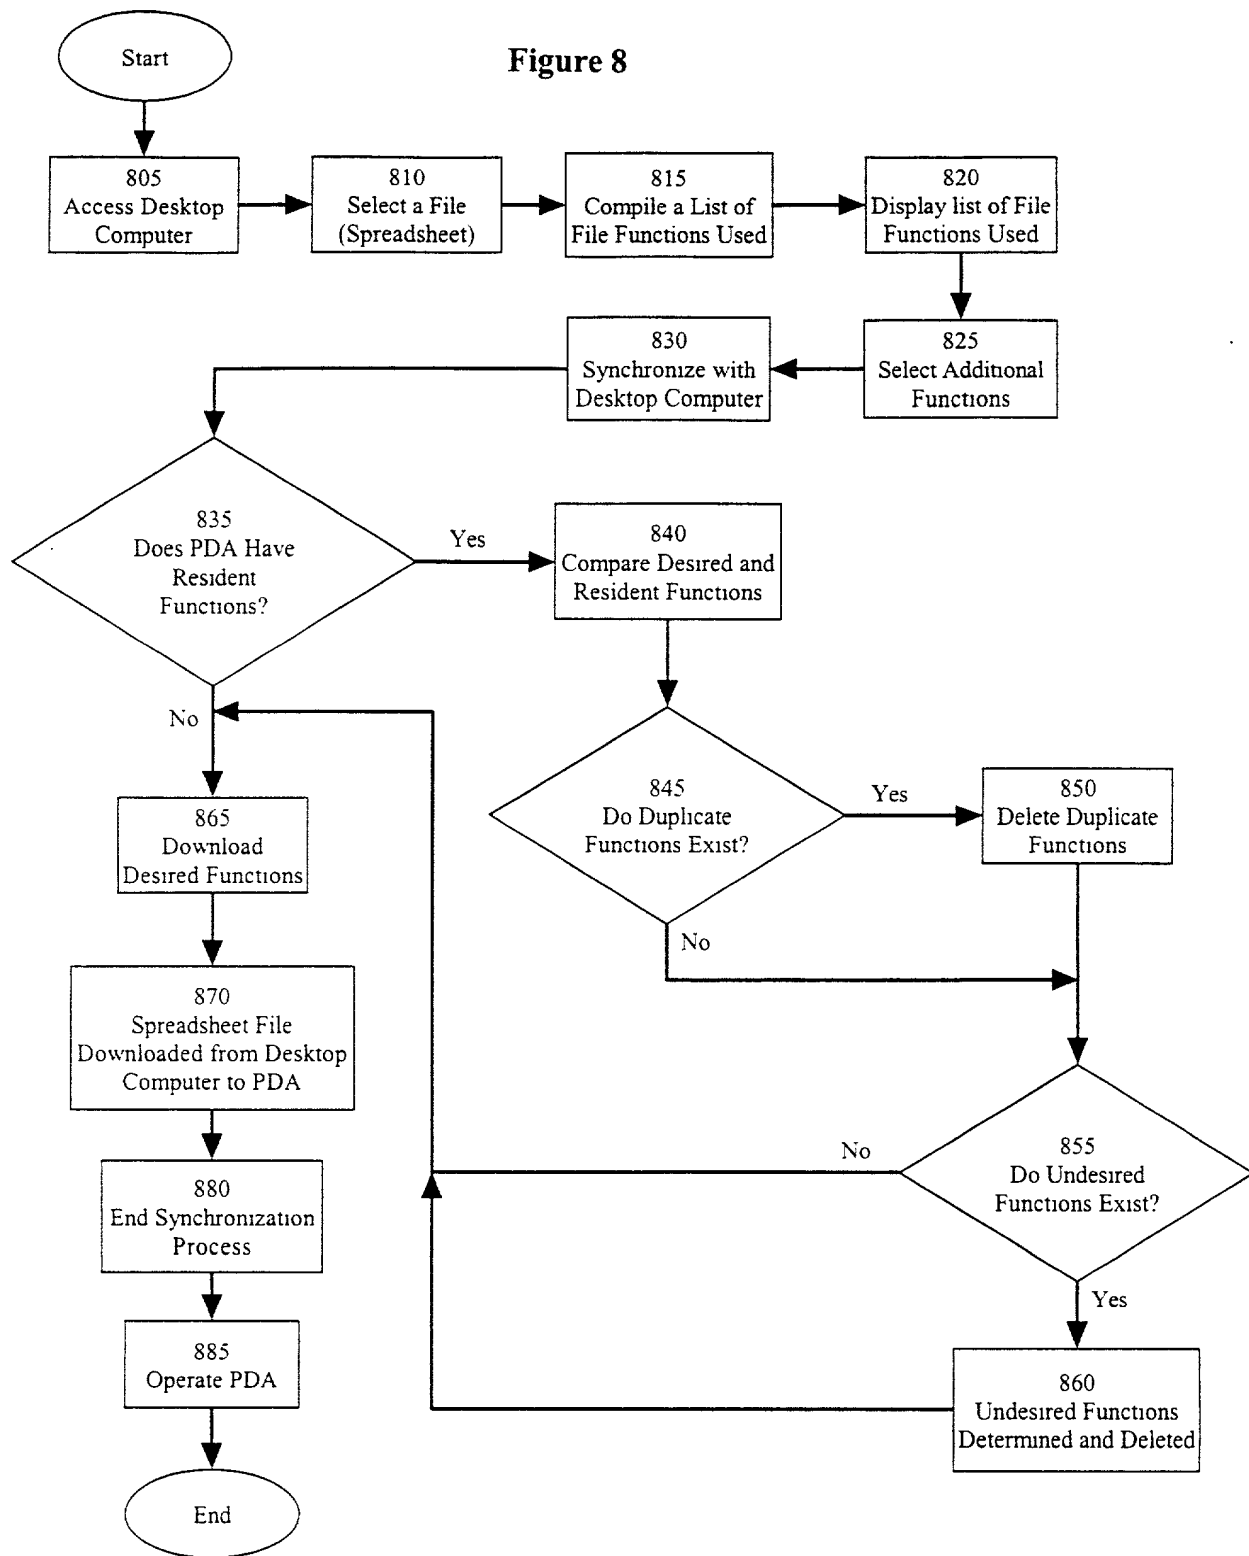 Figure 8
Start
805
Access Desktop
Computer
810
Select a File
(Spreadsheet)
815
Compile a List of
File Functions Used
820
Display list of File
Functions Used
825
Select Additional
Functions
830
Synchronize with
Desktop Computer
835
Does PDA Have
Resident
Functions?
Yes
No
840
Compare Desired and
Resident Functions
845
Do Duplicate
Functions Exist?
Yes
No
850
Delete Duplicate
Functions
855
Do Undesired
Functions Exist?
No
Yes
860
Undesired Functions
Determined and Deleted
865
Download
Desired Functions
870
Spreadsheet File
Downloaded from Desktop
Computer to PDA
880
End Synchronization
Process
885
Operate PDA
End